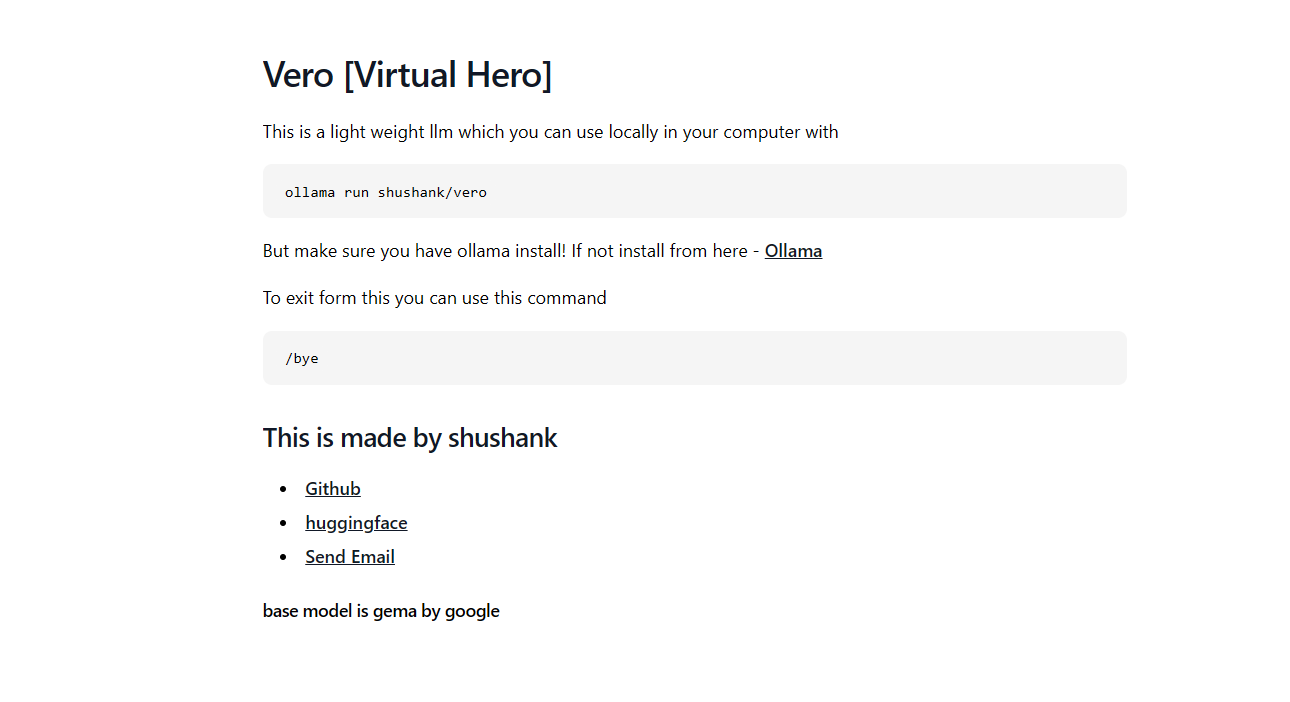 Vero [Virtual Hero]
This is a light weight llm which you can use locally in your computer with
ollama run shushank/vero
But make sure you have ollama install! If not install from here - Ollama
To exit form this you can use this command
/bye
This is made by shushank
• Github
• huggingface
• Send Email
base model is gema by google